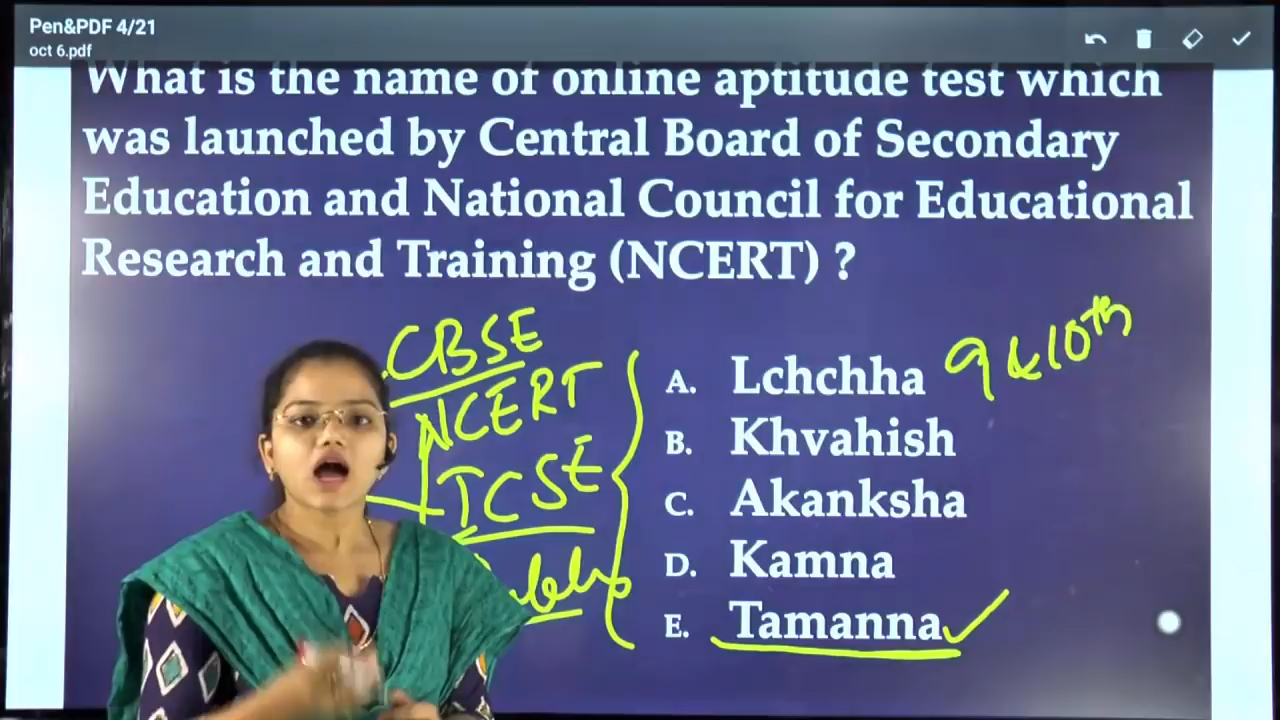 Pen&PDF 4/21
oct 6.pdf
What is the name of online aptitude test which
was launched by Central Board of Secondary
Education and National Council for Educational
Research and Training (NCERT) ?
CBSE
NCERT
ICSE
A. Lchchha
9 & 10th
B. Khvahish
C. Akanksha
D. Kamna
E. Tamanna